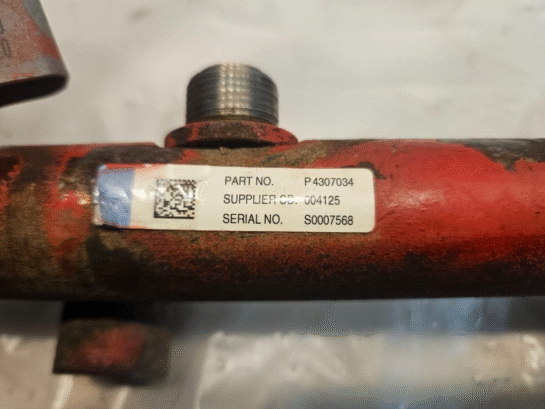 PART NO. P4307034
SUPPLIER CD. 004125
SERIAL NO. S0007568